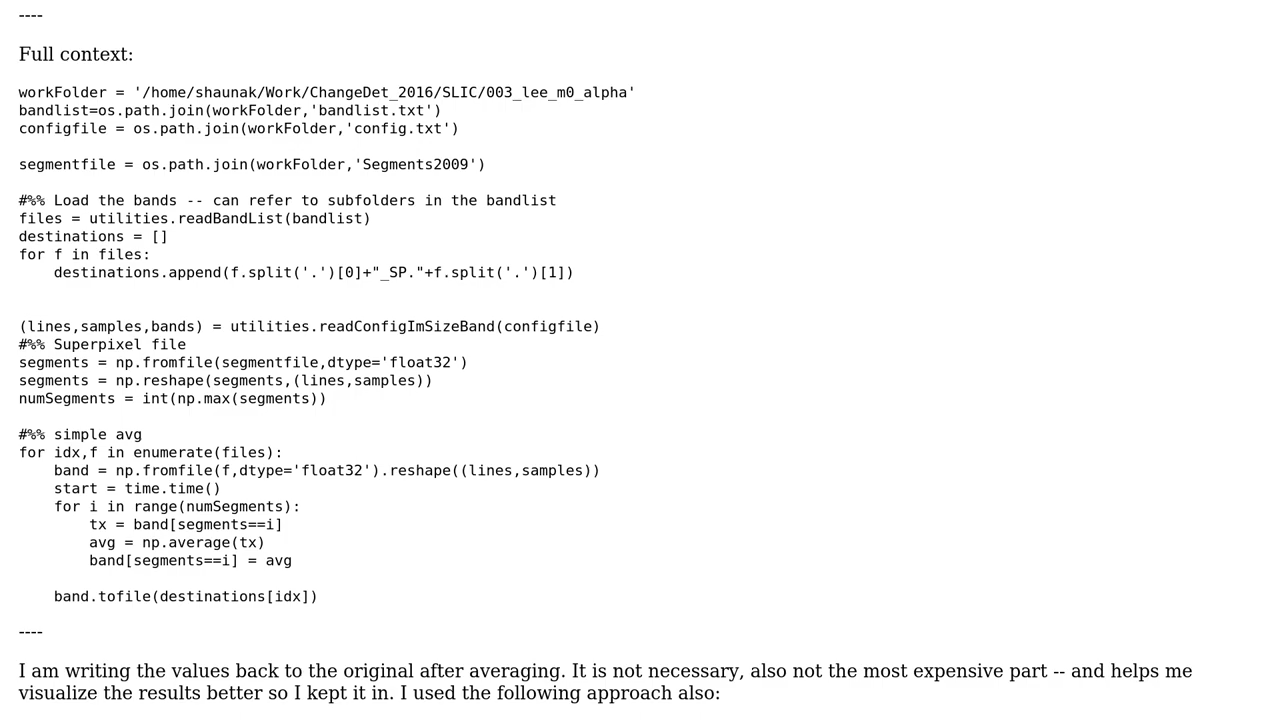 ----
Full context:
workFolder = '/home/shaunak/Work/ChangeDet_2016/SLIC/003_lee_m0_alpha'
bandlist=os.path.join(workFolder,'bandlist.txt')
configfile = os.path.join(workFolder,'config.txt')

segmentfile = os.path.join(workFolder,'Segments2009')

#%% Load the bands -- can refer to subfolders in the bandlist
files = utilities.readBandList(bandlist)
destinations = []
for f in files:
    destinations.append(f.split('.')[0]+"_SP."+f.split('.')[1])

(lines,samples,bands) = utilities.readConfigImSizeBand(configfile)
#%% Superpixel file
segments = np.fromfile(segmentfile,dtype='float32')
segments = np.reshape(segments,(lines,samples))
numSegments = int(np.max(segments))

#%% simple avg
for idx,f in enumerate(files):
    band = np.fromfile(f,dtype='float32').reshape((lines,samples))
    start = time.time()
    for i in range(numSegments):
        tx = band[segments==i]
        avg = np.average(tx)
        band[segments==i] = avg

    band.tofile(destinations[idx])
----
I am writing the values back to the original after averaging. It is not necessary, also not the most expensive part -- and helps me
visualize the results better so I kept it in. I used the following approach also: